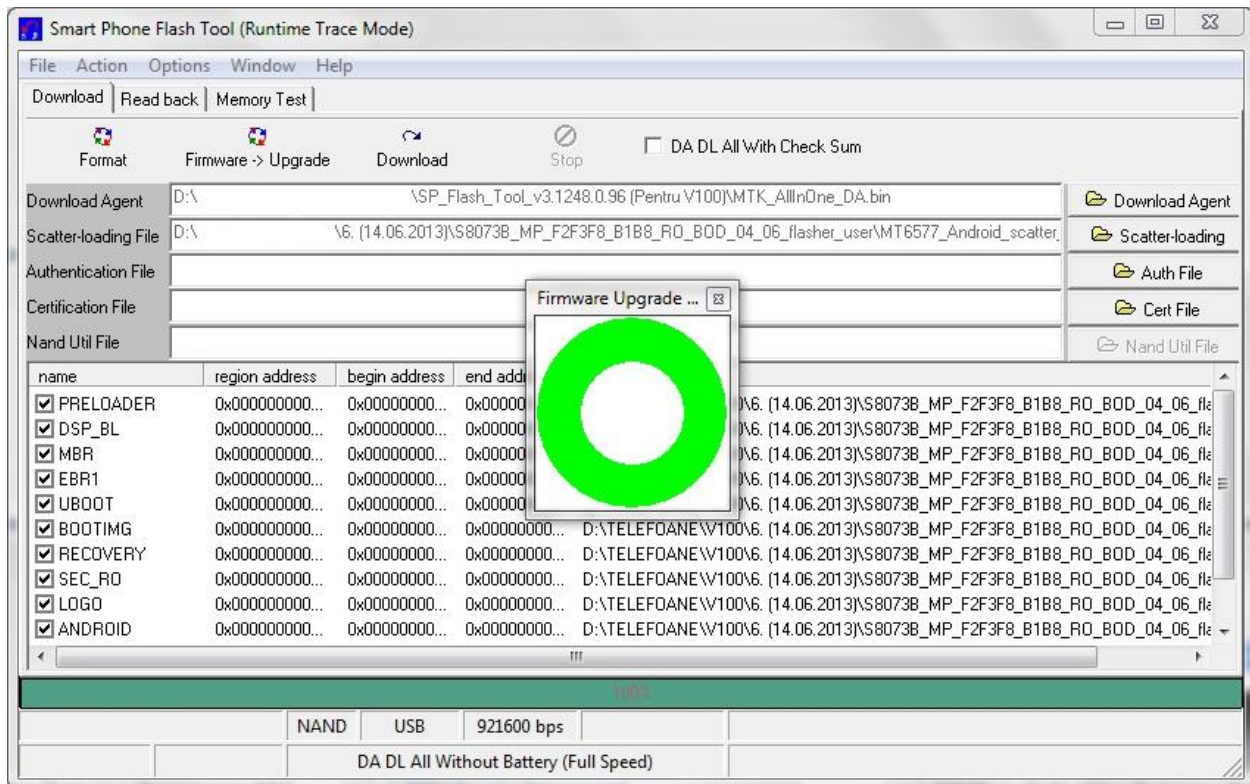 Smart Phone Flash Tool (Runtime Trace Mode)
File Action Options Window Help
Download Read back Memory Test
Format Firmware -> Upgrade Download Stop DA DL All With Check Sum
Download Agent D:\ \SP_Flash_Tool_v3.1248.0.96 (Pentru V100)\MTK_AllInOne_DA.bin Download Agent
Scatter-loading File D:\ \6. (14.06.2013)\S8073B_MP_F2F3F8_B1B8_RO_BOD_04_06_flasher_user\MT6577_Android_scatter_ Scatter-loading
Authentication File Auth File
Certification File Cert File
Nand Util File Nand Util File
Firmware Upgrade ...
name region address begin address end addr
PRELOADER 0x000000000... 0x00000000... 0x00000 \6. (14.06.2013)\S8073B_MP_F2F3F8_B1B8_RO_BOD_04_06_fla
DSP_BL 0x000000000... 0x00000000... 0x00000 \6. (14.06.2013)\S8073B_MP_F2F3F8_B1B8_RO_BOD_04_06_fla
MBR 0x000000000... 0x00000000... 0x00000 \6. (14.06.2013)\S8073B_MP_F2F3F8_B1B8_RO_BOD_04_06_fla
EBR1 0x000000000... 0x00000000... 0x00000 \6. (14.06.2013)\S8073B_MP_F2F3F8_B1B8_RO_BOD_04_06_fla
UBOOT 0x000000000... 0x00000000... 0x00000 \6. (14.06.2013)\S8073B_MP_F2F3F8_B1B8_RO_BOD_04_06_fla
BOOTIMG 0x000000000... 0x00000000... 0x00000000... D:\TELEFOANE\V100\6. (14.06.2013)\S8073B_MP_F2F3F8_B1B8_RO_BOD_04_06_fla
RECOVERY 0x000000000... 0x00000000... 0x00000000... D:\TELEFOANE\V100\6. (14.06.2013)\S8073B_MP_F2F3F8_B1B8_RO_BOD_04_06_fla
SEC_RO 0x000000000... 0x00000000... 0x00000000... D:\TELEFOANE\V100\6. (14.06.2013)\S8073B_MP_F2F3F8_B1B8_RO_BOD_04_06_fla
LOGO 0x000000000... 0x00000000... 0x00000000... D:\TELEFOANE\V100\6. (14.06.2013)\S8073B_MP_F2F3F8_B1B8_RO_BOD_04_06_fla
ANDROID 0x000000000... 0x00000000... 0x00000000... D:\TELEFOANE\V100\6. (14.06.2013)\S8073B_MP_F2F3F8_B1B8_RO_BOD_04_06_fla
100%
NAND USB 921600 bps
DA DL All Without Battery (Full Speed)